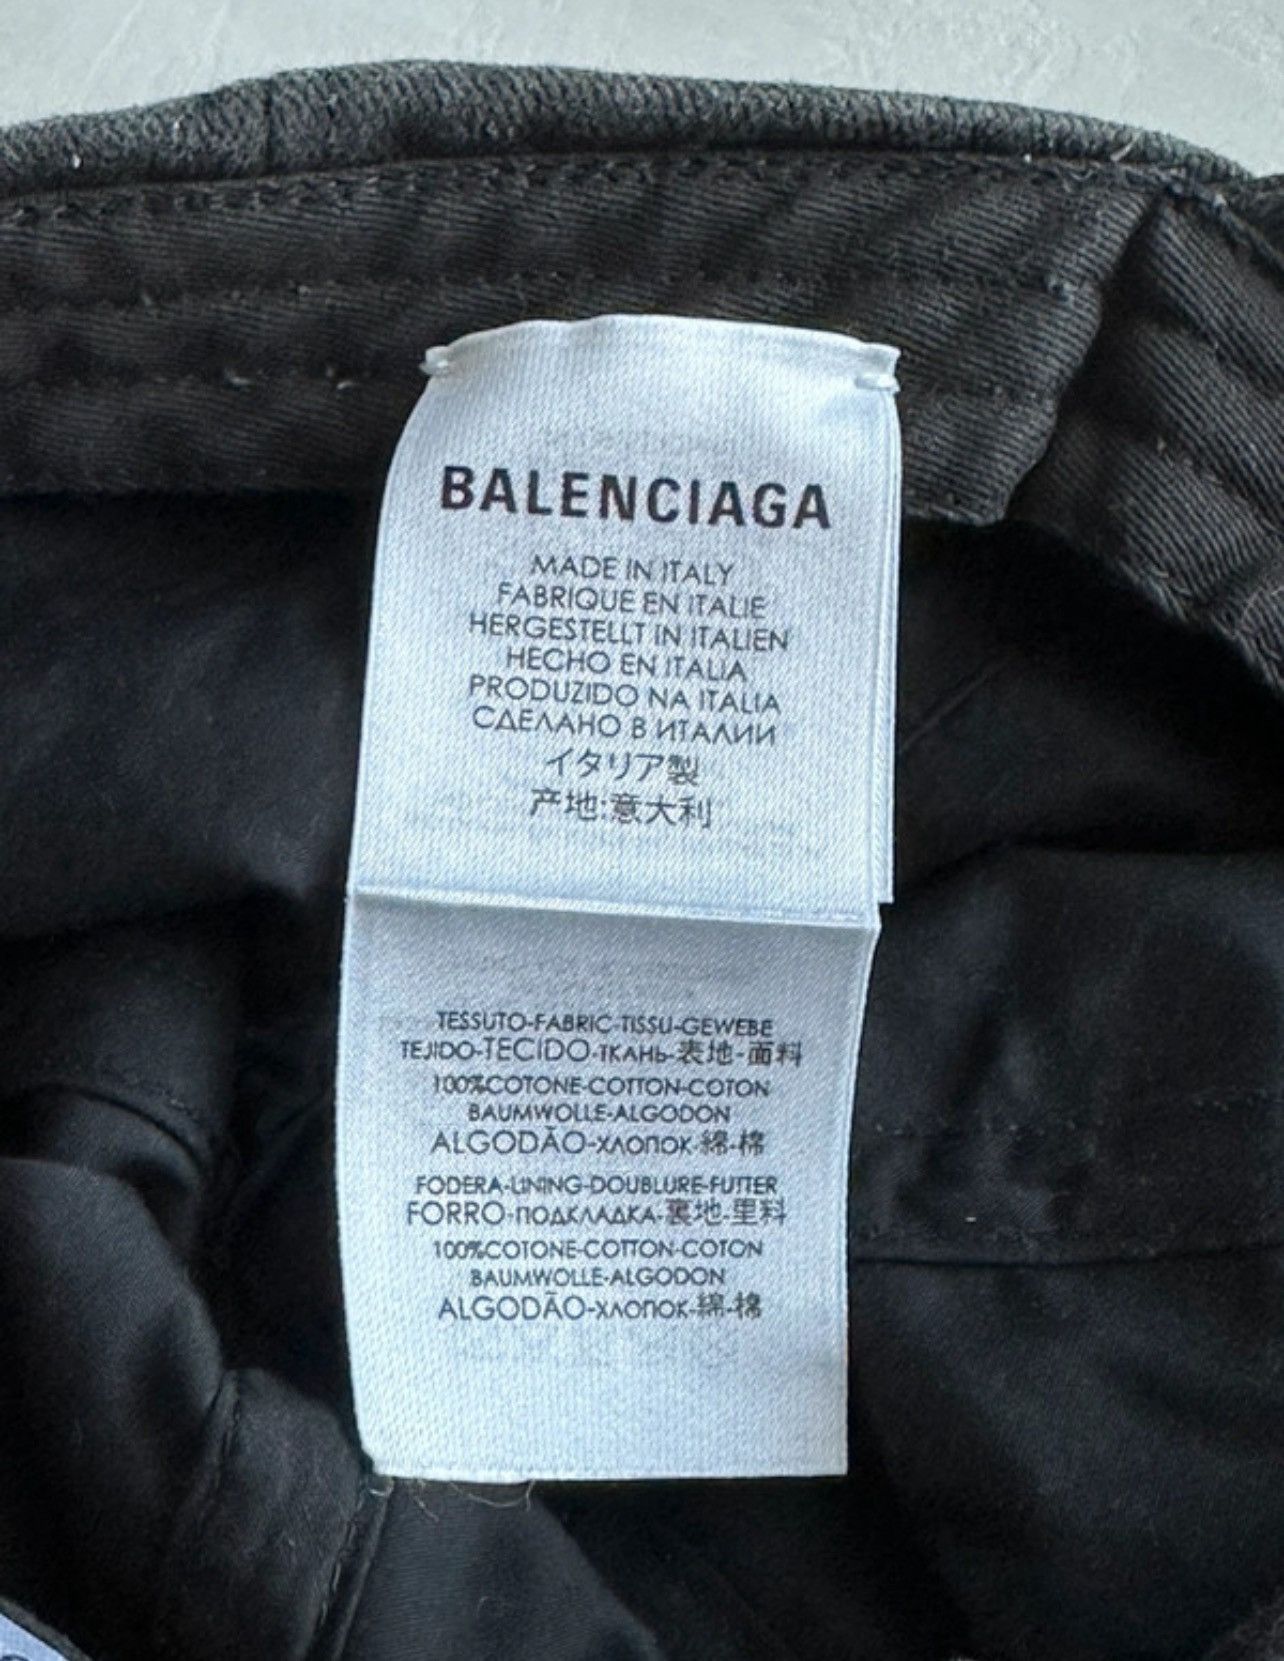 BALENCIAGA
MADE IN ITALY
FABRIQUE EN ITALIE
HERGESTELLT IN ITALIEN
HECHO EN ITALIA
PRODUZIDO NA ITALIA
СДЕЛАНО В ИТАЛИИ
イタリア製
产地:意大利
TESSUTO-FABRIC-TISSU-GEWEBE
TEJIDO-TECIDO-ТКАНЬ-表地-面料
100%COTONE-COTTON-COTON
BAUMWOLLE-ALGODON
ALGODÃO-ХЛОПОК-綿-棉
FODERA-LINING-DOUBLURE-FUTTER
FORRO-ПОДКЛАДКА-裏地-里料
100%COTONE-COTTON-COTON
BAUMWOLLE-ALGODON
ALGODÃO-ХЛОПОК-綿-棉